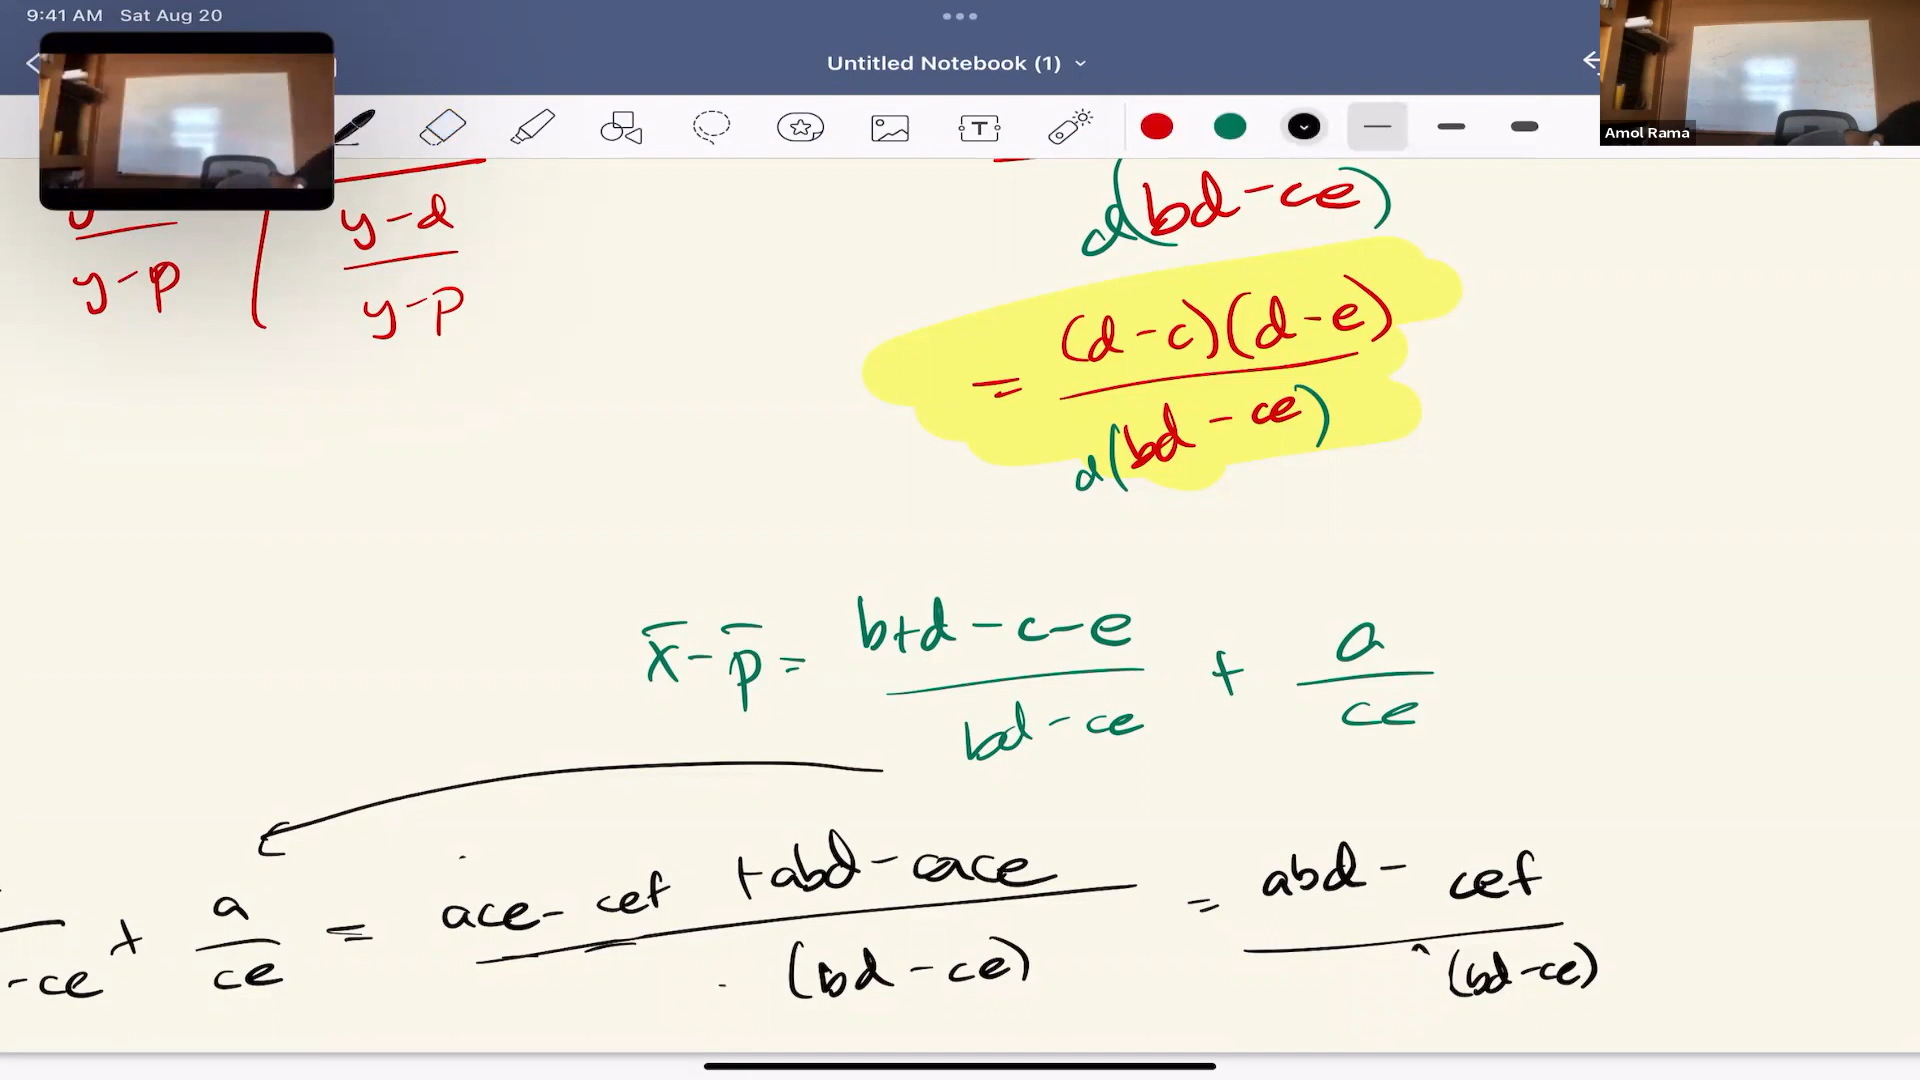 9:41 AM Sat Aug 20
Untitled Notebook (1)
Amol Rama
y-d
y-p
y-p
d(bd-ce)
= (d-c)(d-e)
d(bd-ce)
x̄-p̄ = b+d-c-e + a
bd-ce ce
+ a = ace-cef +abd-ace = abd-cef
-ce ce (bd-ce) (bd-ce)